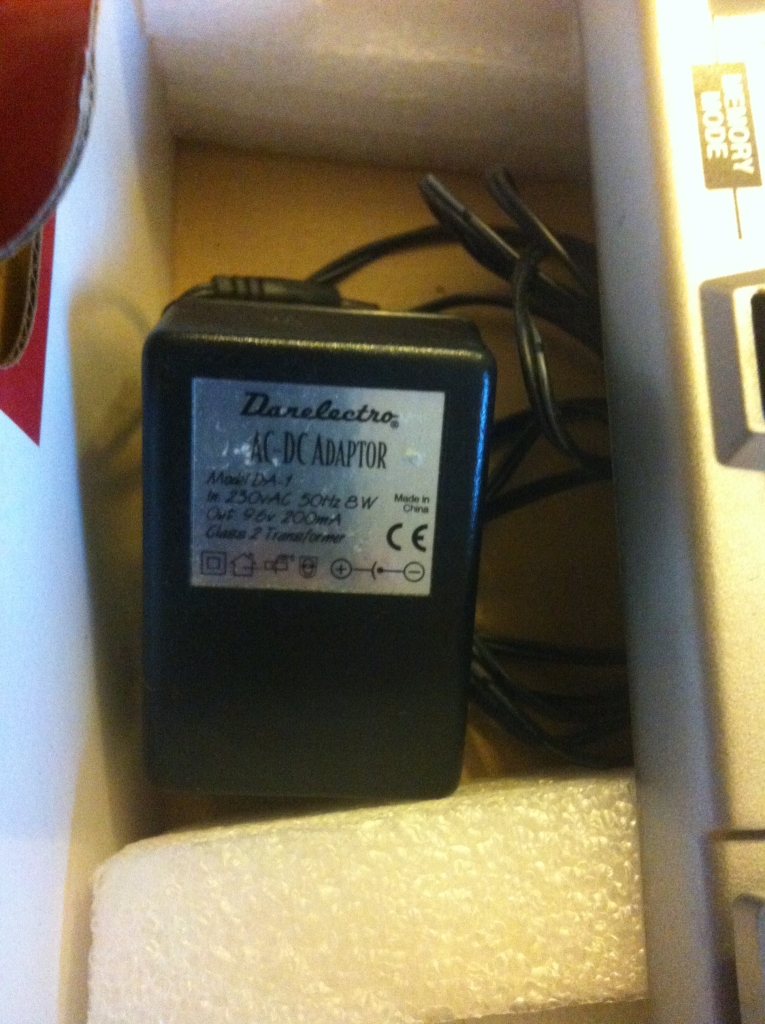 MEMORY
MODE
Danelectro®
AC-DC ADAPTOR
Model DA-1
In 230vAC 50Hz 8W
Out 9.6v 200mA
Class 2 Transformer
Made in
China
CE